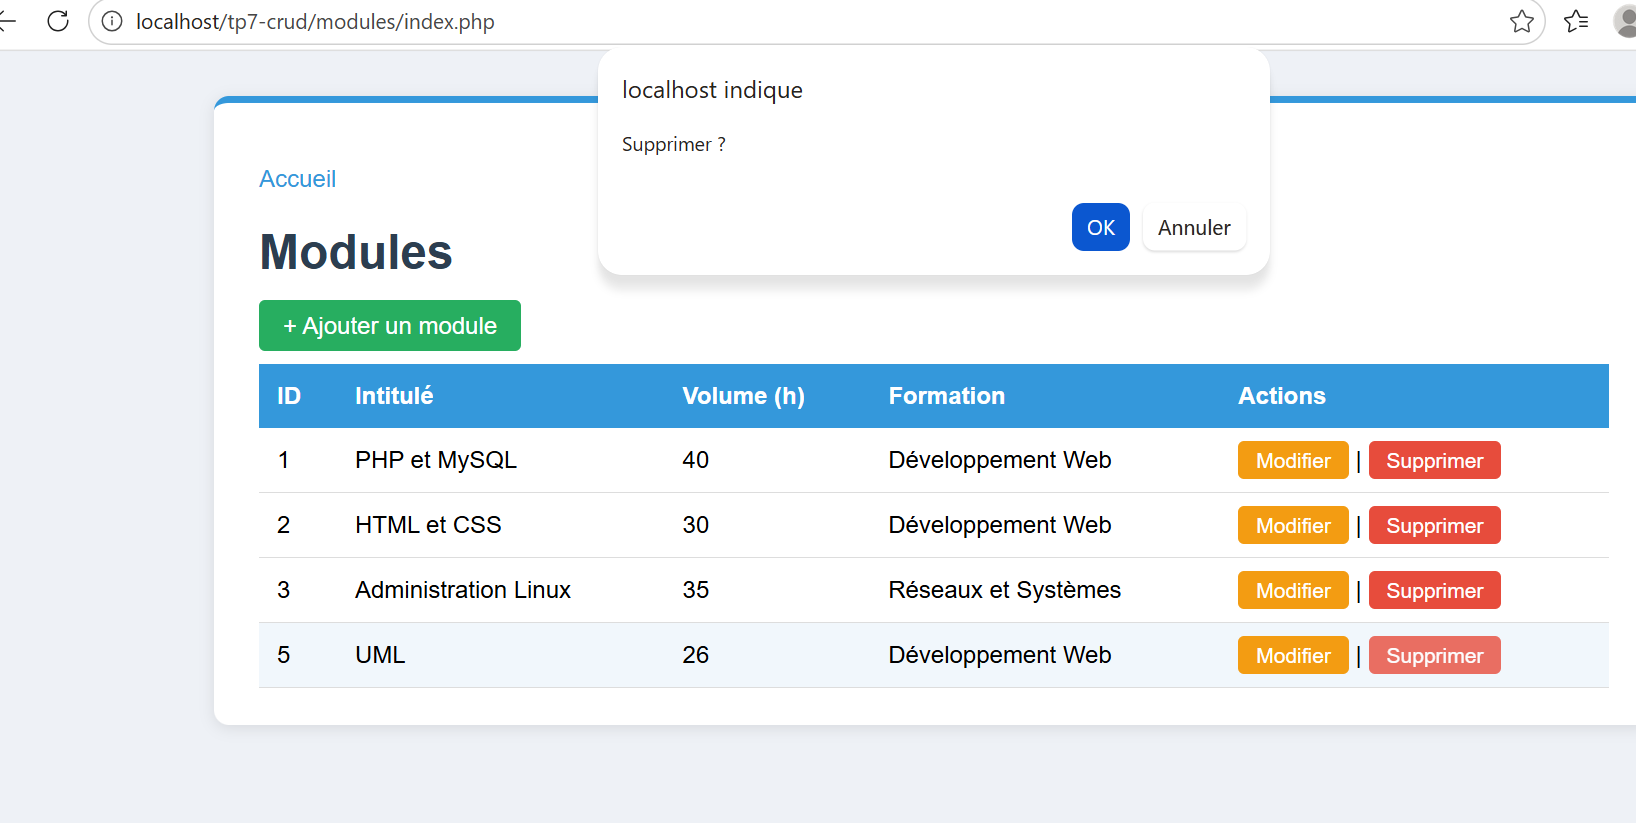 localhost/tp7-crud/modules/index.php
localhost indique
Supprimer ?
OK Annuler
Accueil
Modules
+ Ajouter un module
ID Intitulé Volume (h) Formation Actions
1 PHP et MySQL 40 Développement Web Modifier | Supprimer
2 HTML et CSS 30 Développement Web Modifier | Supprimer
3 Administration Linux 35 Réseaux et Systèmes Modifier | Supprimer
5 UML 26 Développement Web Modifier | Supprimer